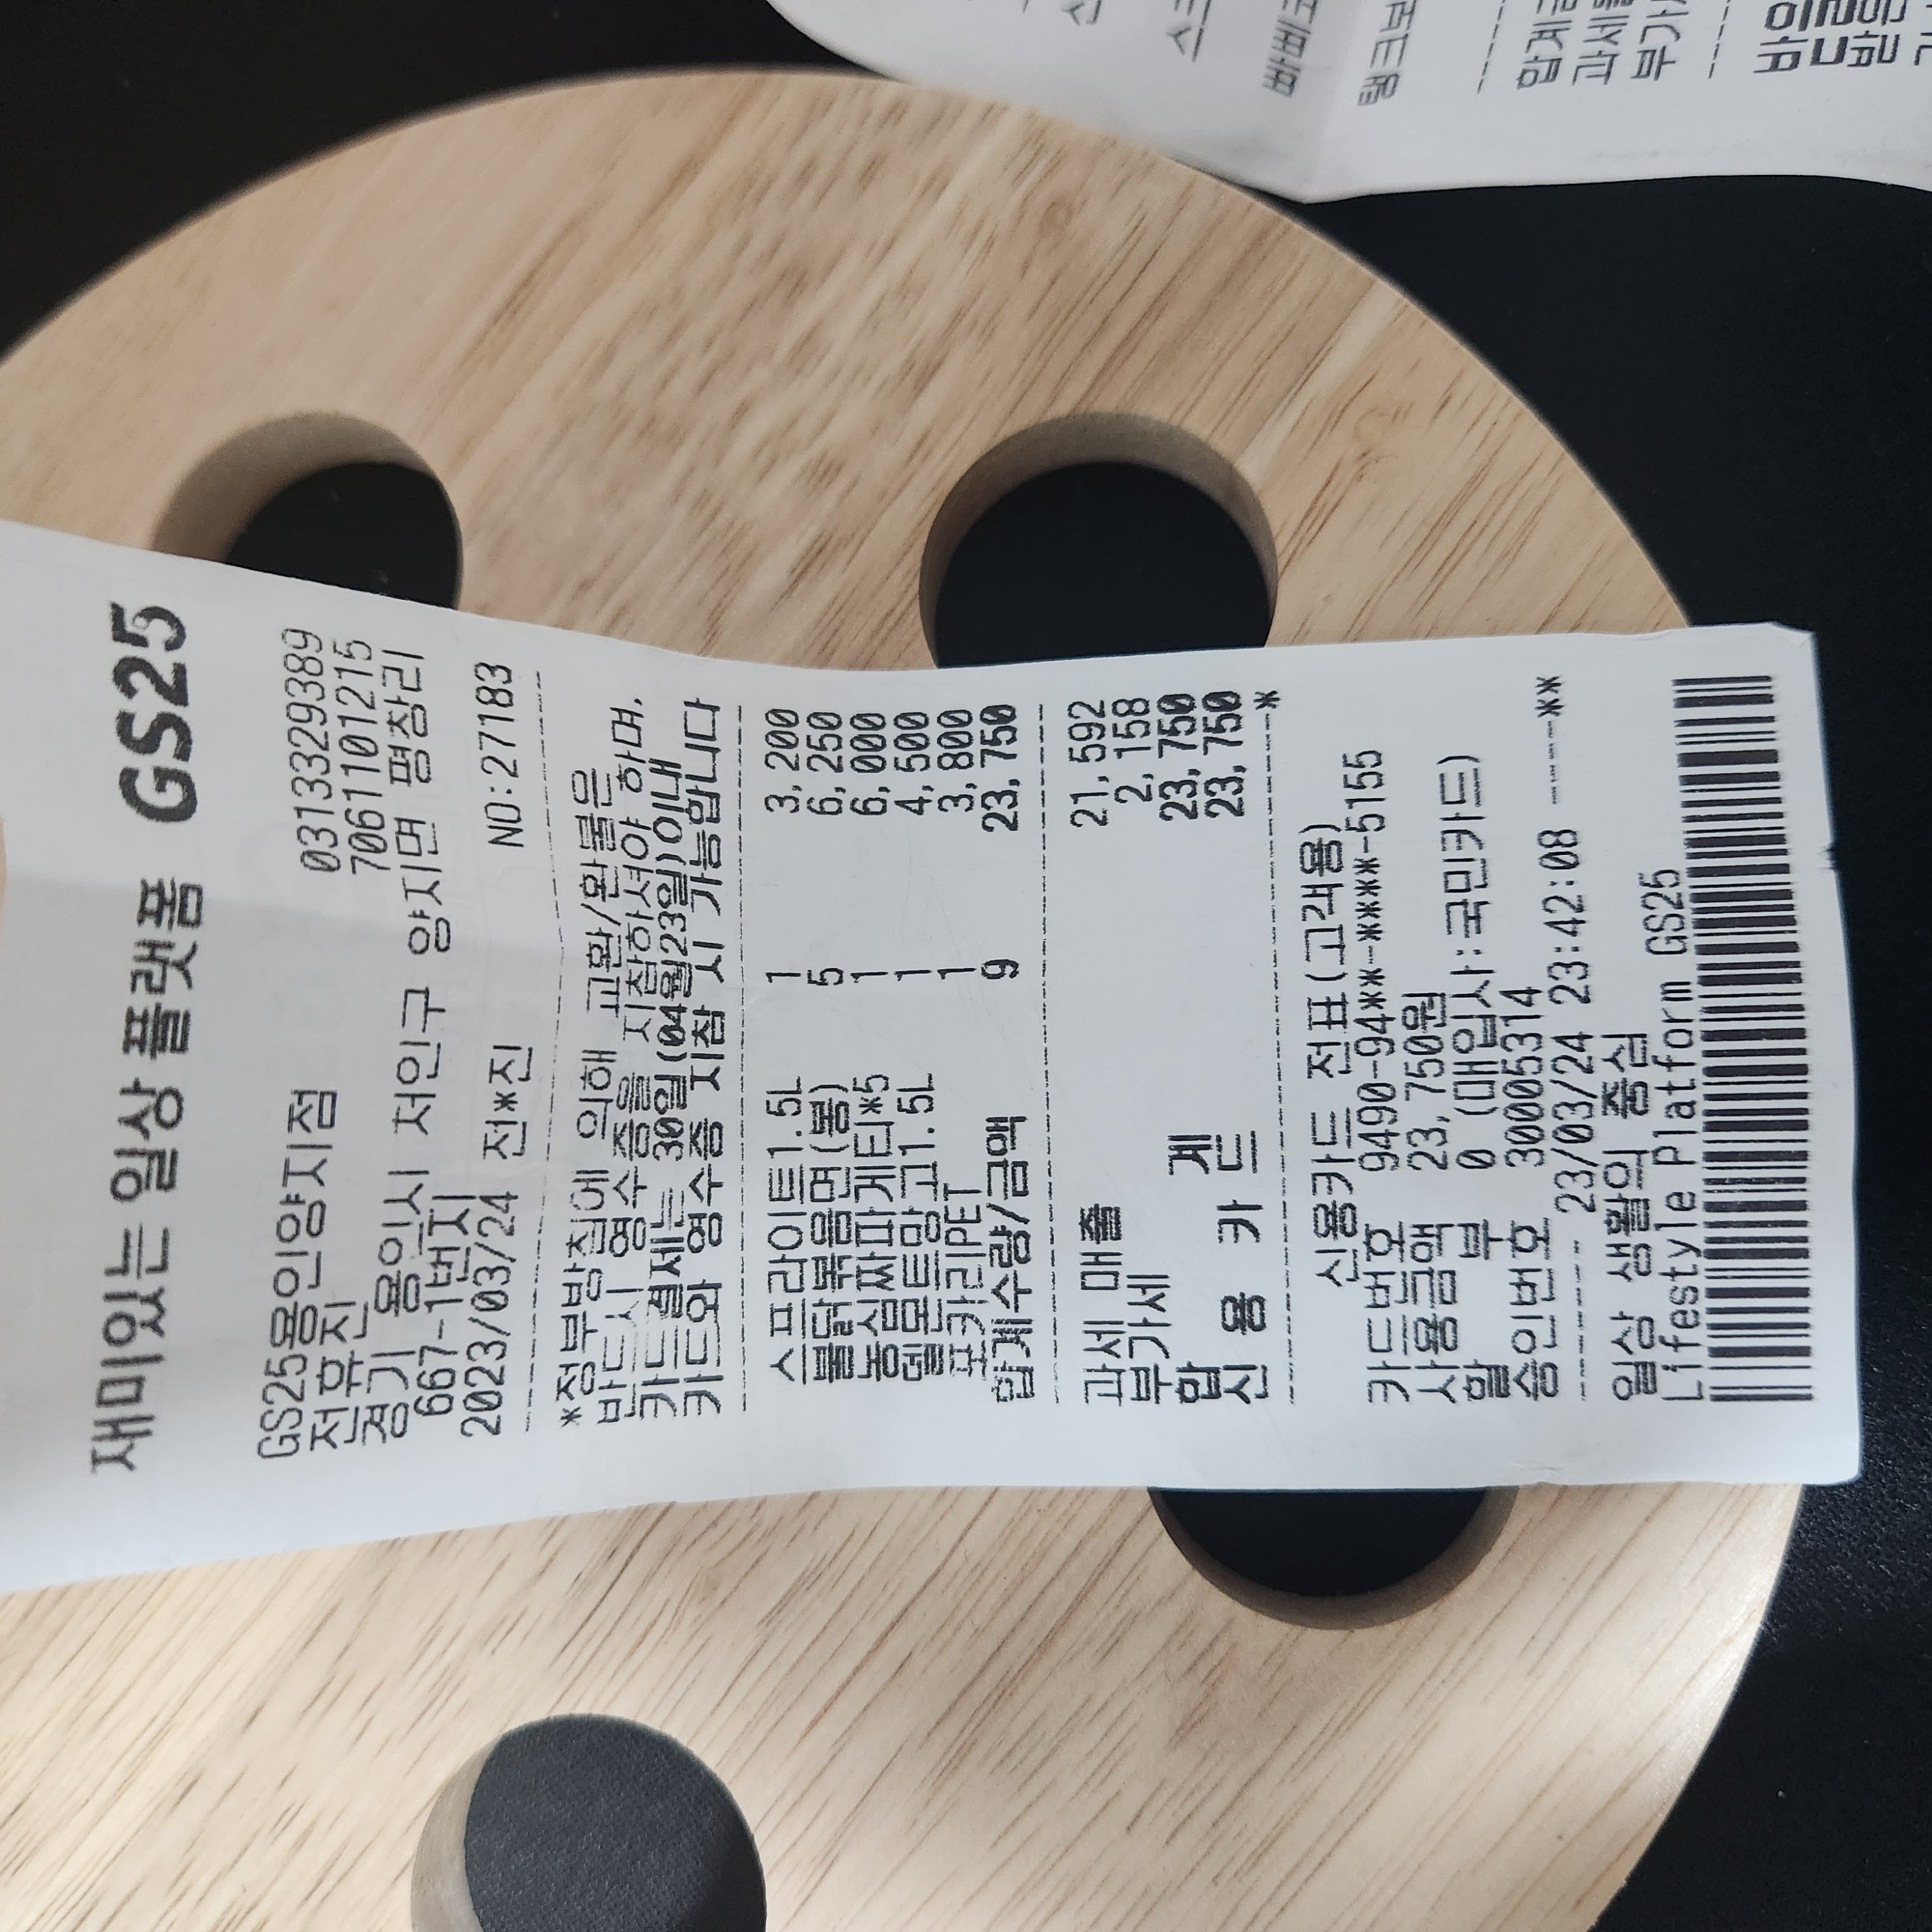 재미있는 일상 플랫폼 GS25
GS25용인양지점 0313329389
전휴진 7061101215
경기 용인시 처인구 양지면 평창리
667-1번지
2023/03/24 전*진 NO:27183
*정부방침에 의해 교환/환불은
반드시 영수증을 지참하셔야 하며,
카드결제는 30일(04월23일)이내
카드와 영수증 지참 시 가능합니다
스프라이트1.5L 1 3,200
불닭볶음면(봉) 5 6,250
농심짜파게티*5 1 6,000
델몬트망고1.5L 1 4,500
포카리PET 1 3,800
합계수량/금액 9 23,750
과세 매출 21,592
부가세 2,158
합 계 23,750
신 용 카 드 23,750
*
신용카드 전표(고객용)
카드번호 9490-94**-****-5155
사용금액 23,750원
할 부 0 (매입사:국민카드)
승인번호 30005314
------- 23/03/24 23:42:08 ----**
일상 생활의 중심
Lifestyle Platform GS25
합계
과세
부가